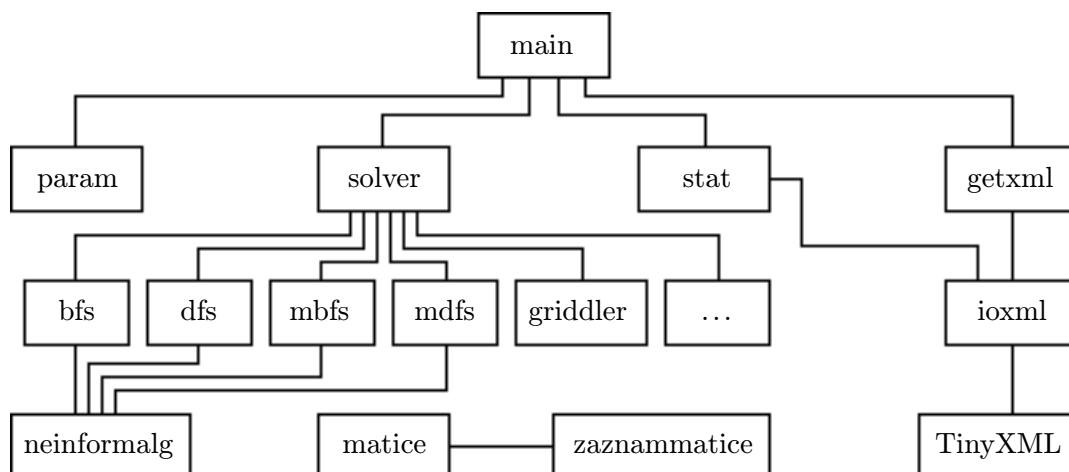 main
param solver stat getxml
bfs dfs mbfs mdfs griddler ... ioxml
neinformalg matice zaznammatice TinyXML